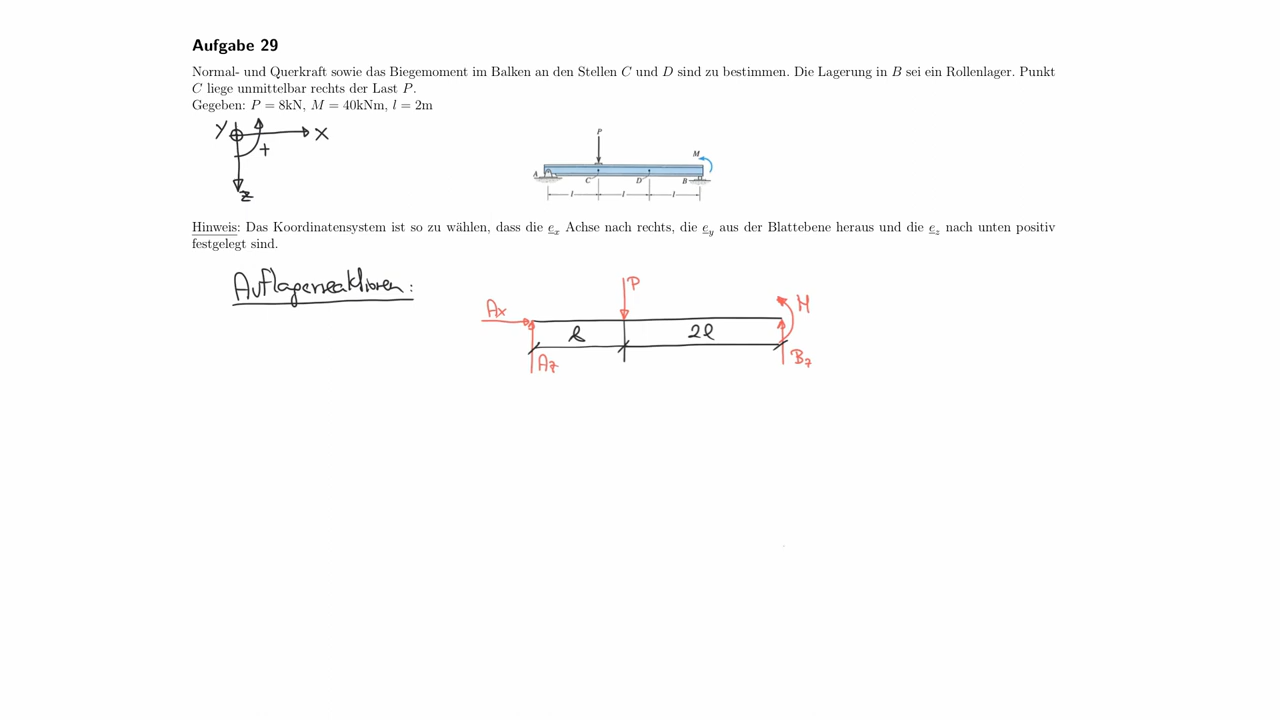 Aufgabe 29
Normal- und Querkraft sowie das Biegemoment im Balken an den Stellen C und D sind zu bestimmen. Die Lagerung in B sei ein Rollenlager. Punkt
C liege unmittelbar rechts der Last P.
Gegeben: P = 8kN, M = 40kNm, l = 2m
Y X
+
Z
P
M
A C D B
l l l
Hinweis: Das Koordinatensystem ist so zu wählen, dass die e_x Achse nach rechts, die e_y aus der Blattebene heraus und die e_z nach unten positiv
festgelegt sind.
Auflagerreaktionen:
P
Ax M
l 2l
Az Bz